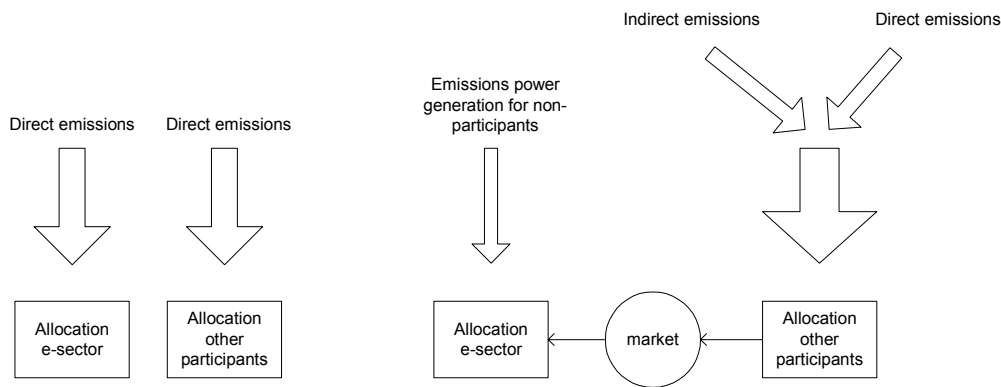 Indirect emissions
Direct emissions
Emissions power
generation for non-
participants
Direct emissions
Direct emissions
Allocation
e-sector
Allocation
other
participants
Allocation
e-sector
market
Allocation
other
participants